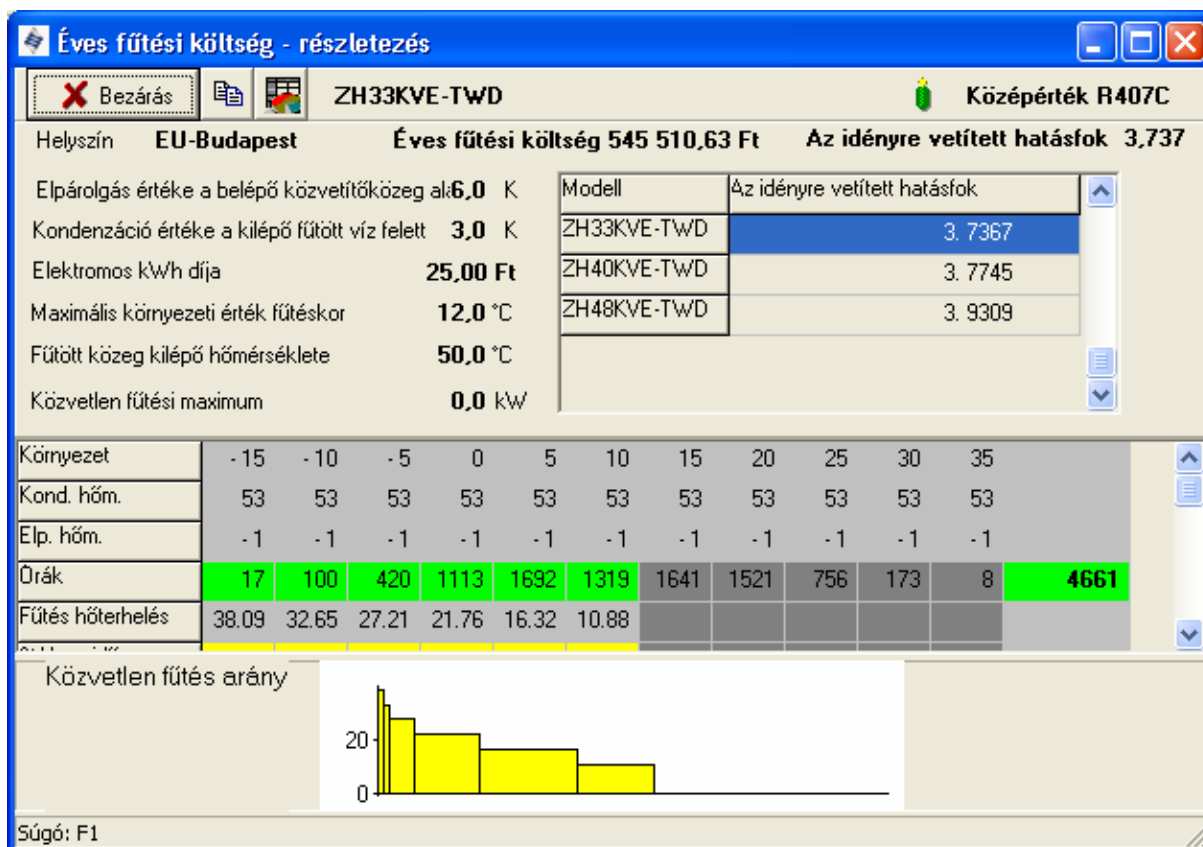 Éves fűtési költség - részletezés
Bezárás ZH33KVE-TWD Középérték R407C
Helyszín EU-Budapest Éves fűtési költség 545 510,63 Ft Az idényre vetített hatásfok 3,737
Elpárolgás értéke a belépő közvetítőközeg ala 6,0 K
Kondenzáció értéke a kilépő fűtött víz felett 3,0 K
Elektromos kWh díja 25,00 Ft
Maximális környezeti érték fűtéskor 12,0 °C
Fűtött közeg kilépő hőmérséklete 50,0 °C
Közvetlen fűtési maximum 0,0 kW
Modell Az idényre vetített hatásfok
ZH33KVE-TWD 3. 7367
ZH40KVE-TWD 3. 7745
ZH48KVE-TWD 3. 9309
Környezet - 15 - 10 - 5 0 5 10 15 20 25 30 35
Kond. hőm. 53 53 53 53 53 53 53 53 53 53 53
Elp. hőm. - 1 - 1 - 1 - 1 - 1 - 1 - 1 - 1 - 1 - 1 - 1
Órák 17 100 420 1113 1692 1319 1641 1521 756 173 8 4661
Fűtés hőterhelés 38.09 32.65 27.21 21.76 16.32 10.88
Közvetlen fűtés arány
20
0
Súgó: F1